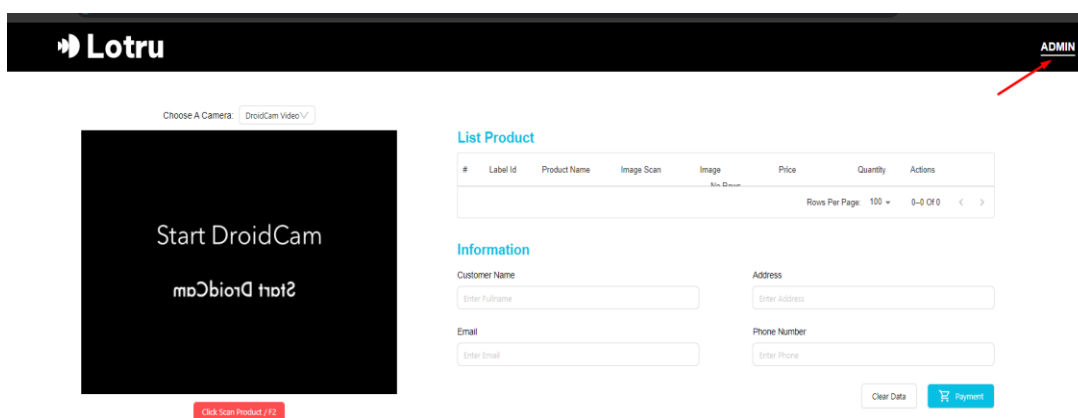 Lotru
ADMIN
Choose A Camera: DroidCam Video
Start DroidCam
Start DroidCam
Click Scan Product / F2
List Product
# Label Id Product Name Image Scan Image Price Quantity Actions
No Rows
Rows Per Page: 100 0–0 Of 0
Information
Customer Name Address
Enter Fullname Enter Address
Email Phone Number
Enter Email Enter Phone
Clear Data Payment